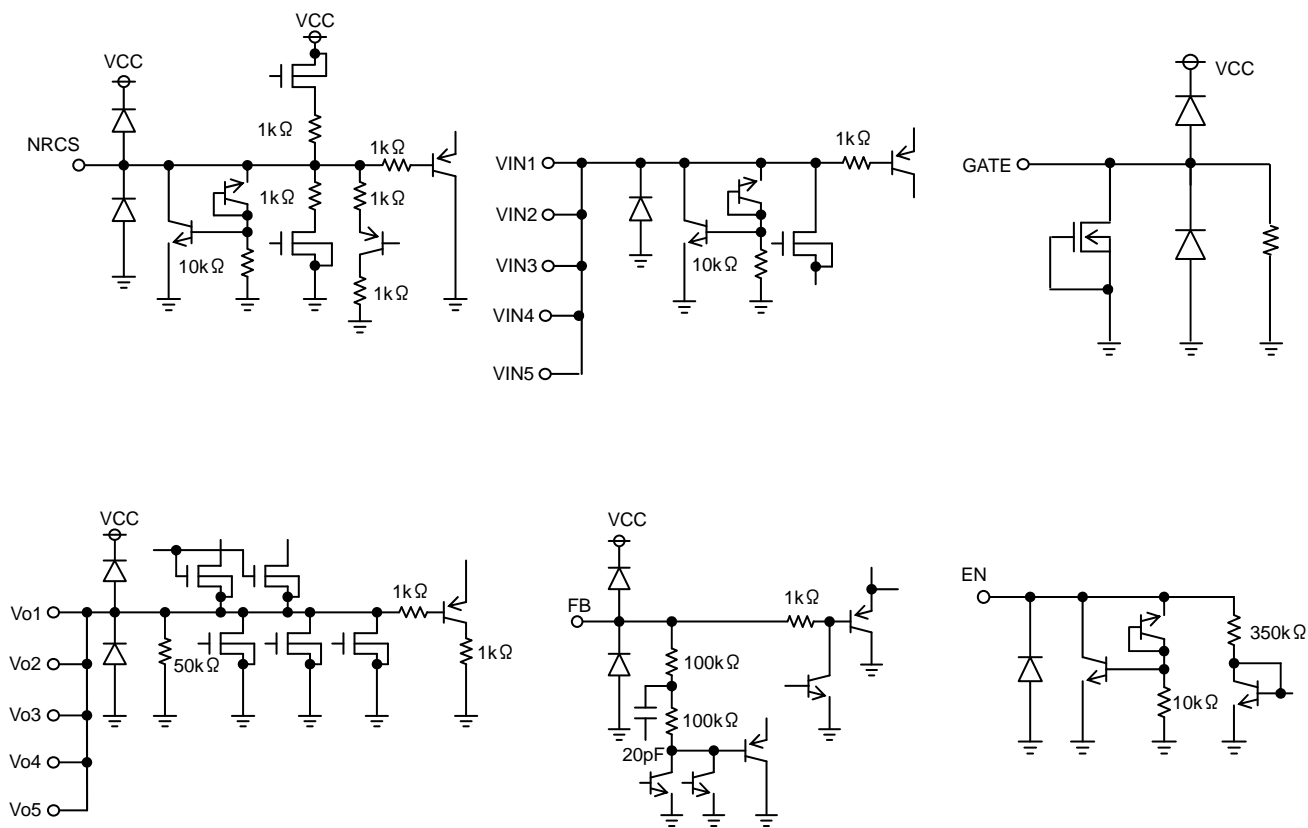 VCC
VCC
NRCS
1kΩ
1kΩ
1kΩ
1kΩ
10kΩ
1kΩ
VIN1
VIN2
VIN3
VIN4
VIN5
1kΩ
10kΩ
VCC
GATE
VCC
Vo1
Vo2
Vo3
Vo4
Vo5
50kΩ
1kΩ
1kΩ
VCC
FB
1kΩ
100kΩ
100kΩ
20pF
EN
350kΩ
10kΩ